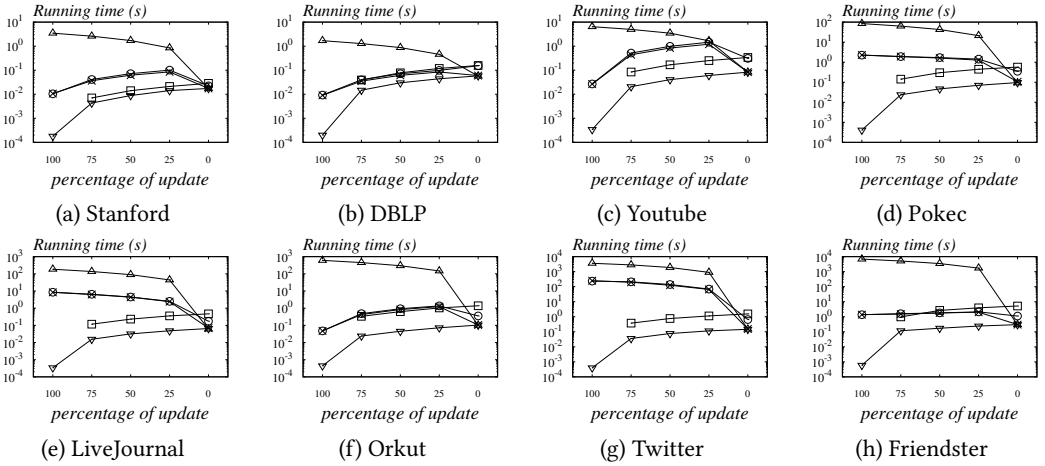 Running time (s)
10^1
10^0
10^-1
10^-2
10^-3
10^-4
100 75 50 25 0
percentage of update
(a) Stanford
Running time (s)
10^1
10^0
10^-1
10^-2
10^-3
10^-4
100 75 50 25 0
percentage of update
(b) DBLP
Running time (s)
10^1
10^0
10^-1
10^-2
10^-3
10^-4
100 75 50 25 0
percentage of update
(c) Youtube
Running time (s)
10^2
10^1
10^0
10^-1
10^-2
10^-3
10^-4
100 75 50 25 0
percentage of update
(d) Pokec
Running time (s)
10^3
10^2
10^1
10^0
10^-1
10^-2
10^-3
10^-4
100 75 50 25 0
percentage of update
(e) LiveJournal
Running time (s)
10^3
10^2
10^1
10^0
10^-1
10^-2
10^-3
10^-4
100 75 50 25 0
percentage of update
(f) Orkut
Running time (s)
10^4
10^3
10^2
10^1
10^0
10^-1
10^-2
10^-3
10^-4
100 75 50 25 0
percentage of update
(g) Twitter
Running time (s)
10^4
10^3
10^2
10^1
10^0
10^-1
10^-2
10^-3
10^-4
100 75 50 25 0
percentage of update
(h) Friendster